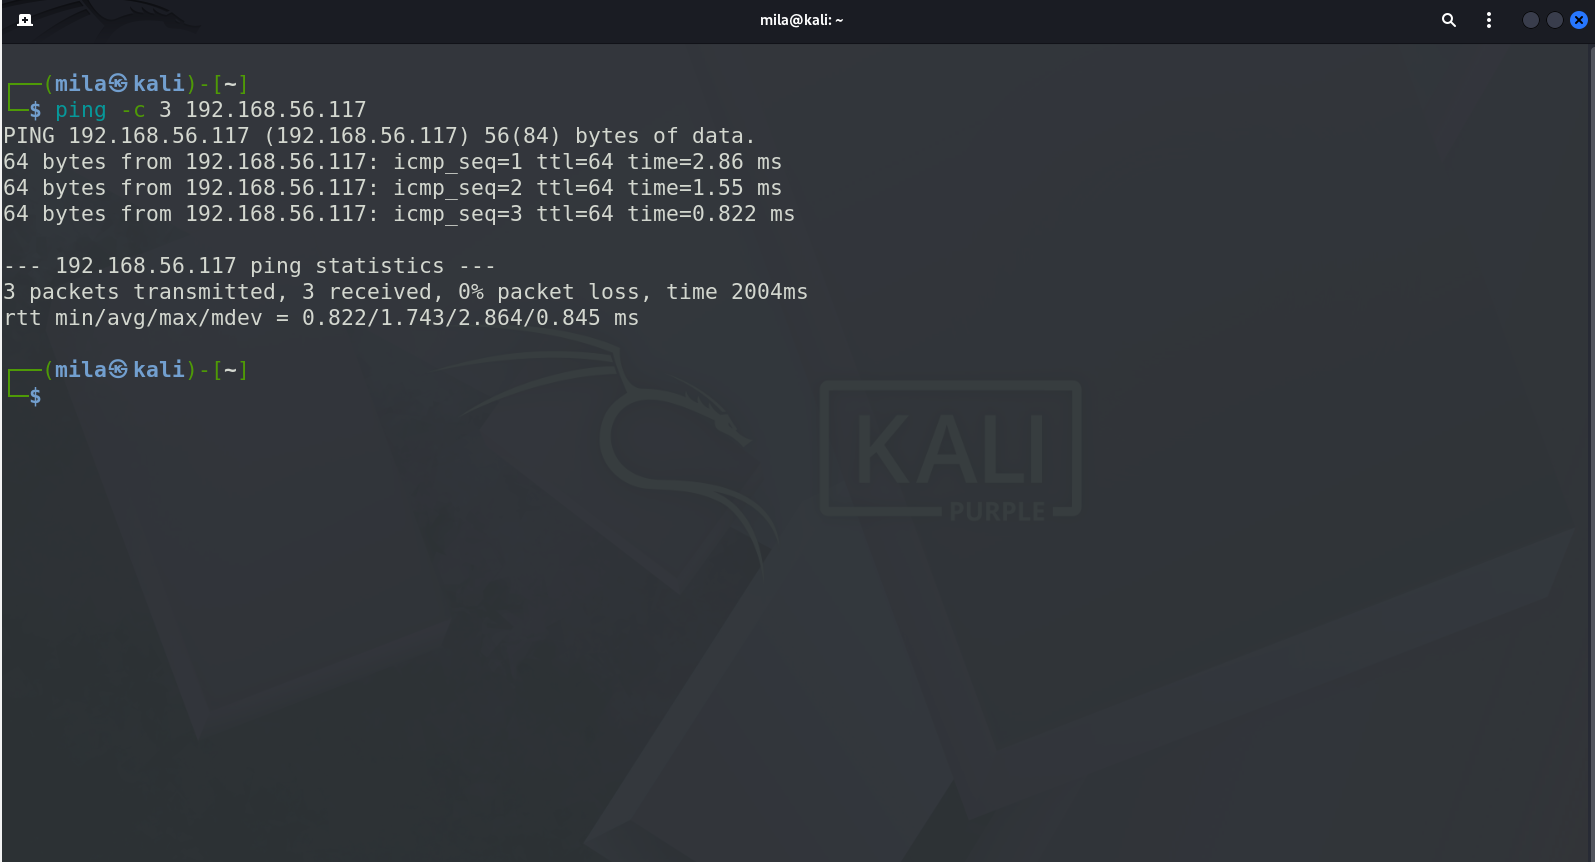 mila@kali: ~
┌──(mila㉿kali)-[~]
└─$ ping -c 3 192.168.56.117
PING 192.168.56.117 (192.168.56.117) 56(84) bytes of data.
64 bytes from 192.168.56.117: icmp_seq=1 ttl=64 time=2.86 ms
64 bytes from 192.168.56.117: icmp_seq=2 ttl=64 time=1.55 ms
64 bytes from 192.168.56.117: icmp_seq=3 ttl=64 time=0.822 ms
--- 192.168.56.117 ping statistics ---
3 packets transmitted, 3 received, 0% packet loss, time 2004ms
rtt min/avg/max/mdev = 0.822/1.743/2.864/0.845 ms
┌──(mila㉿kali)-[~]
└─$
KALI
PURPLE